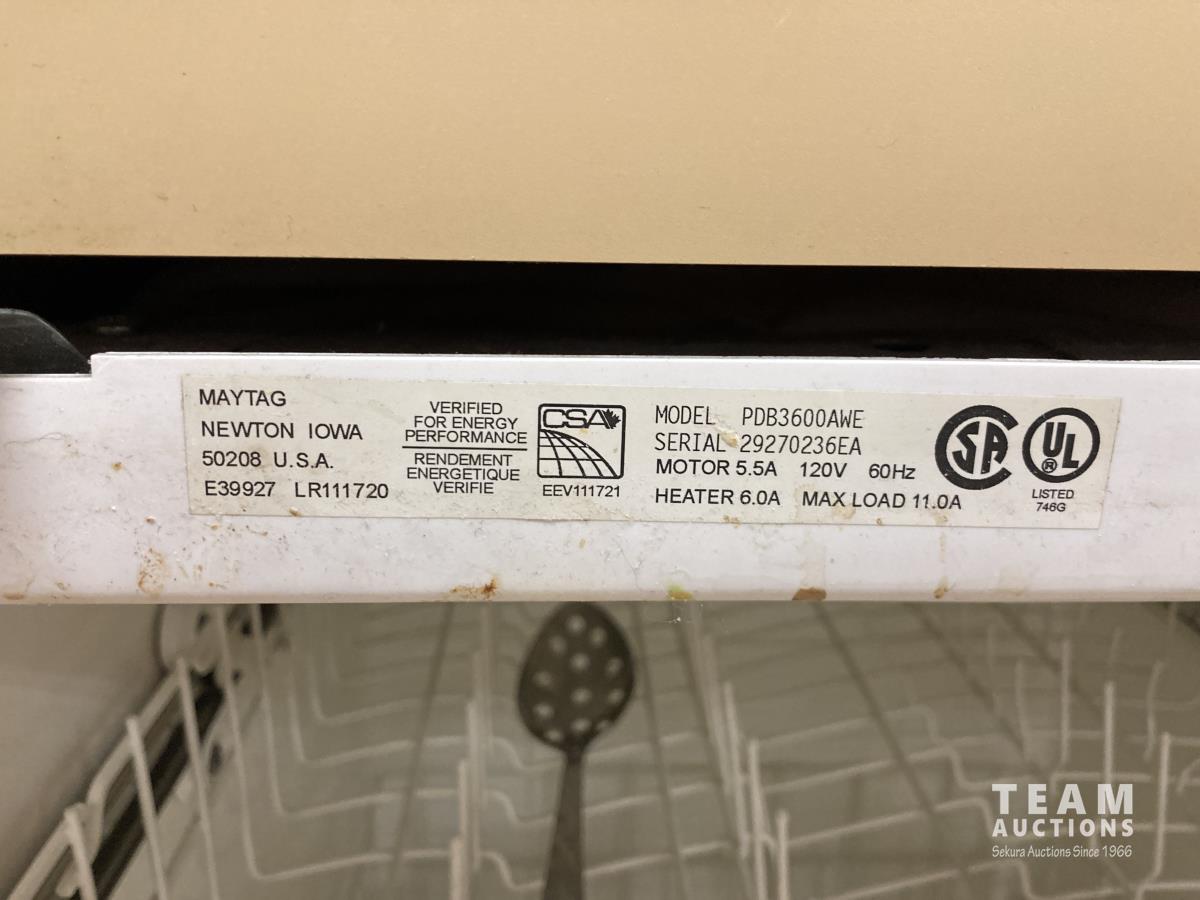 MAYTAG
NEWTON IOWA
50208 U.S.A.
E39927 LR111720
VERIFIED
FOR ENERGY
PERFORMANCE
RENDEMENT
ENERGETIQUE
VERIFIE
CSA
EEV111721
MODEL PDB3600AWE
SERIAL 29270236EA
MOTOR 5.5A 120V 60Hz
HEATER 6.0A MAX LOAD 11.0A
SA
UL
®
LISTED
746G
TEAM
AUCTIONS
Sekura Auctions Since 1966